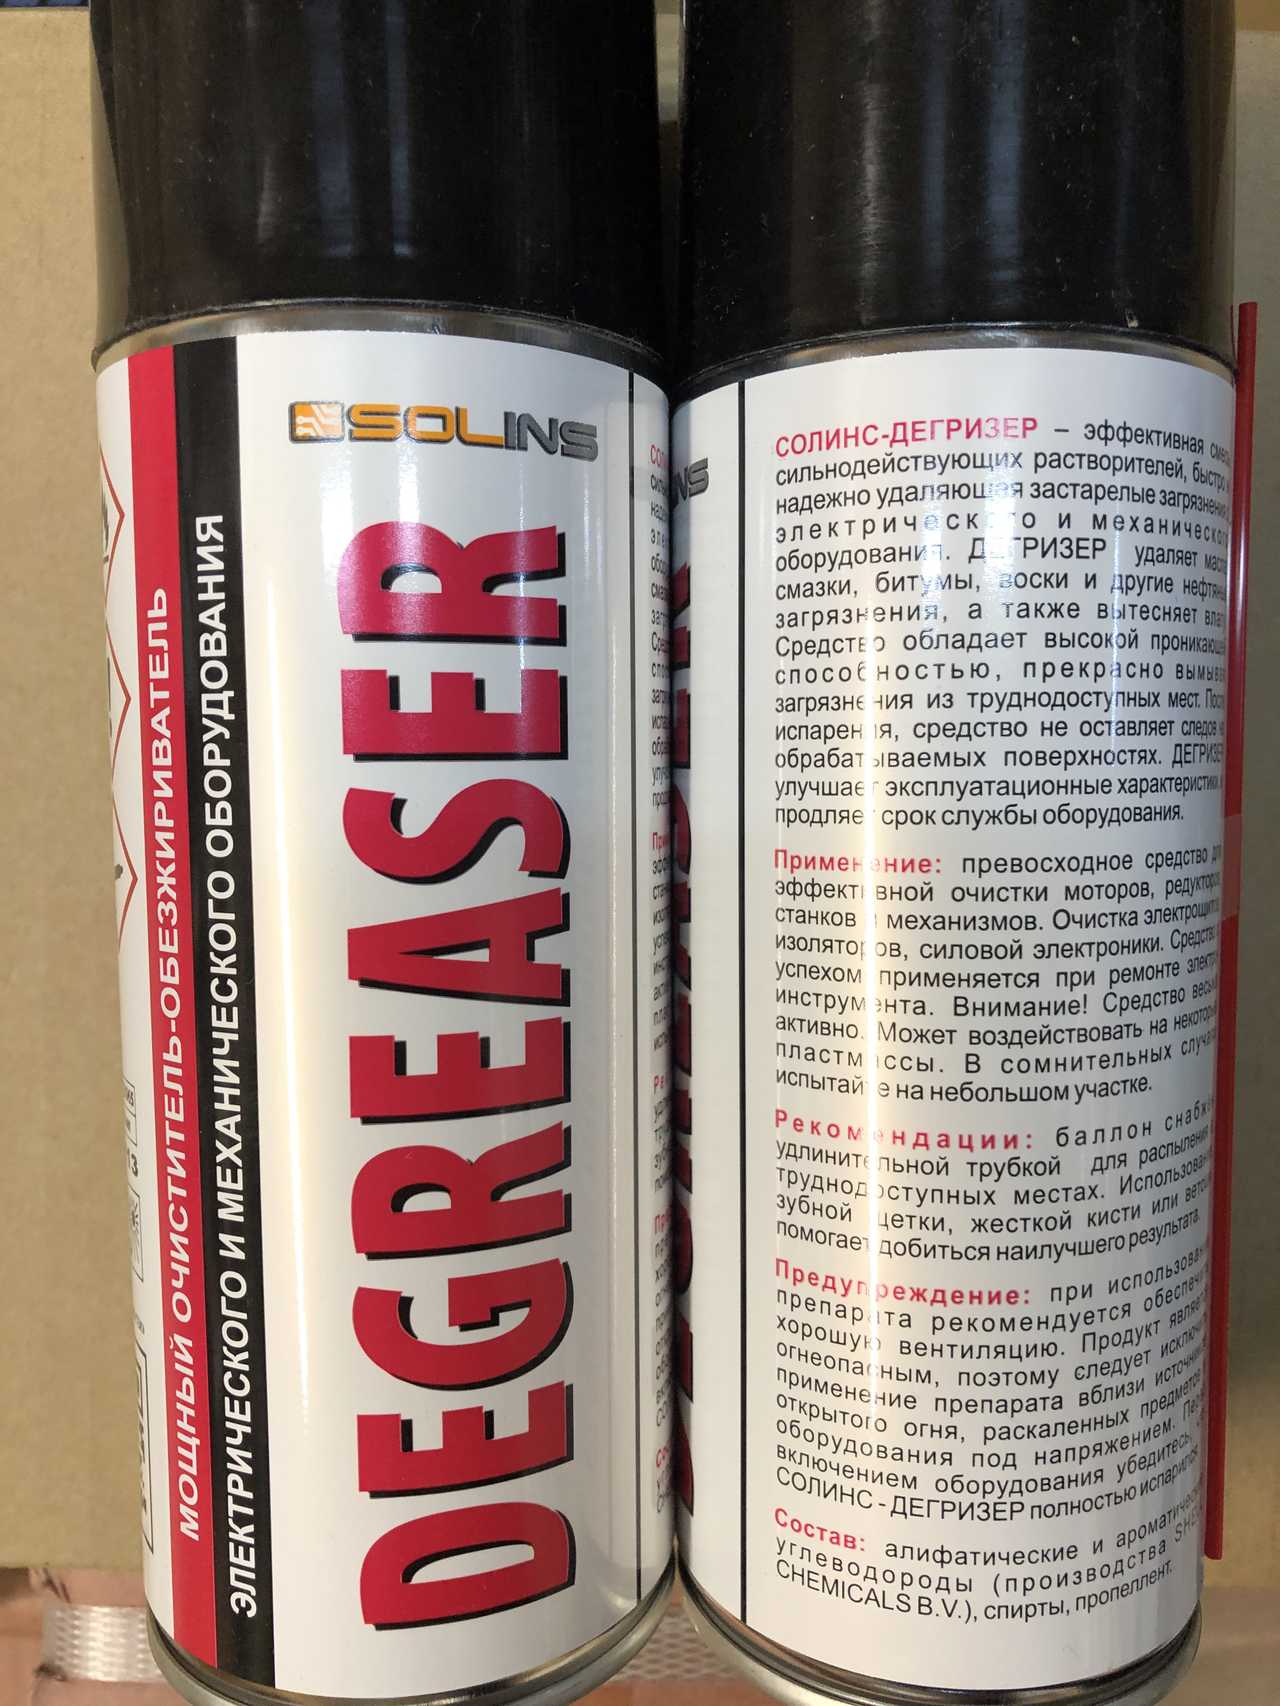 SOLINS
DEGREASER
МОЩНЫЙ ОЧИСТИТЕЛЬ-ОБЕЗЖИРИВАТЕЛЬ
ЭЛЕКТРИЧЕСКОГО И МЕХАНИЧЕСКОГО ОБОРУДОВАНИЯ
СОЛИНС-ДЕГРИЗЕР – эффективная смесь
сильнодействующих растворителей, быстро и
надежно удаляющая застарелые загрязнения
электрического и механического
оборудования. ДЕГРИЗЕР удаляет масла,
смазки, битумы, воски и другие нефтяные
загрязнения, а также вытесняет влагу.
Средство обладает высокой проникающей
способностью, прекрасно вымывая
загрязнения из труднодоступных мест. После
испарения, средство не оставляет следов на
обрабатываемых поверхностях. ДЕГРИЗЕР
улучшает эксплуатационные характеристики и
продляет срок службы оборудования.
Применение: превосходное средство для
эффективной очистки моторов, редукторов,
станков и механизмов. Очистка электрощитов,
изоляторов, силовой электроники. Средство с
успехом применяется при ремонте электро-
инструмента. Внимание! Средство весьма
активно. Может воздействовать на некоторые
пластмассы. В сомнительных случаях
испытайте на небольшом участке.
Рекомендации: баллон снабжен
удлинительной трубкой для распыления в
труднодоступных местах. Использование
зубной щетки, жесткой кисти или ветоши
помогает добиться наилучшего результата.
Предупреждение: при использовании
препарата рекомендуется обеспечить
хорошую вентиляцию. Продукт является
огнеопасным, поэтому следует исключить
применение препарата вблизи источников
открытого огня, раскаленных предметов и
оборудования под напряжением. Перед
включением оборудования убедитесь, что
СОЛИНС - ДЕГРИЗЕР полностью испарился.
Состав: алифатические и ароматические
углеводороды (производства SHELL
CHEMICALS B.V.), спирты, пропеллент.